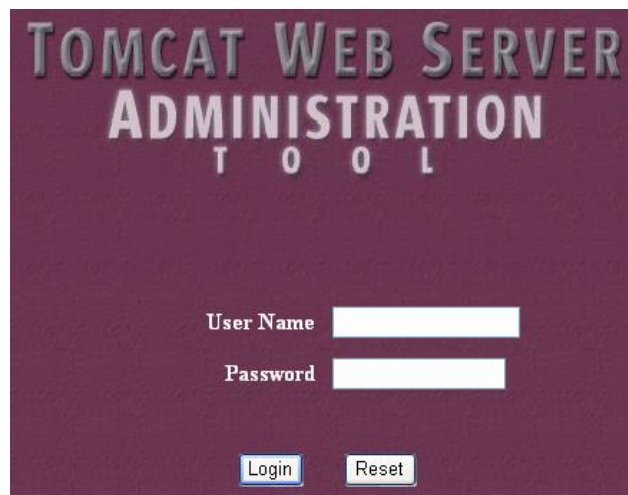 TOMCAT WEB SERVER
ADMINISTRATION
TOOL
User Name
Password
Login Reset